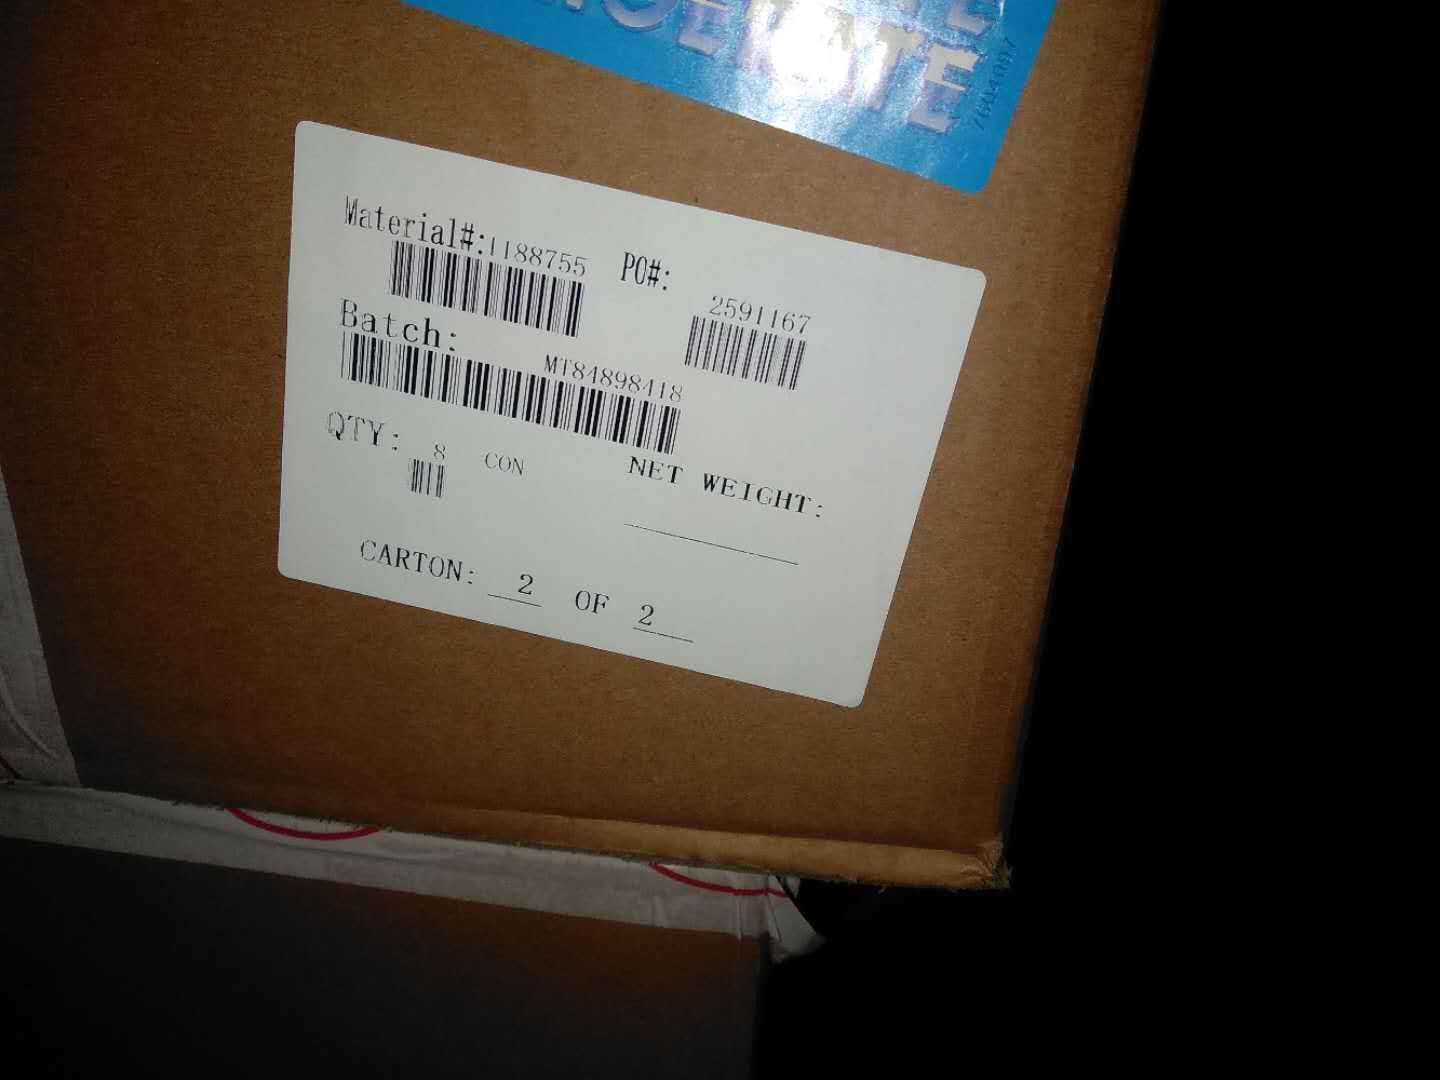 Material#:1188755 PO#:
2591167
Batch:
MT84898418
QTY: 8 CON NET WEIGHT:
CARTON: 2 OF 2